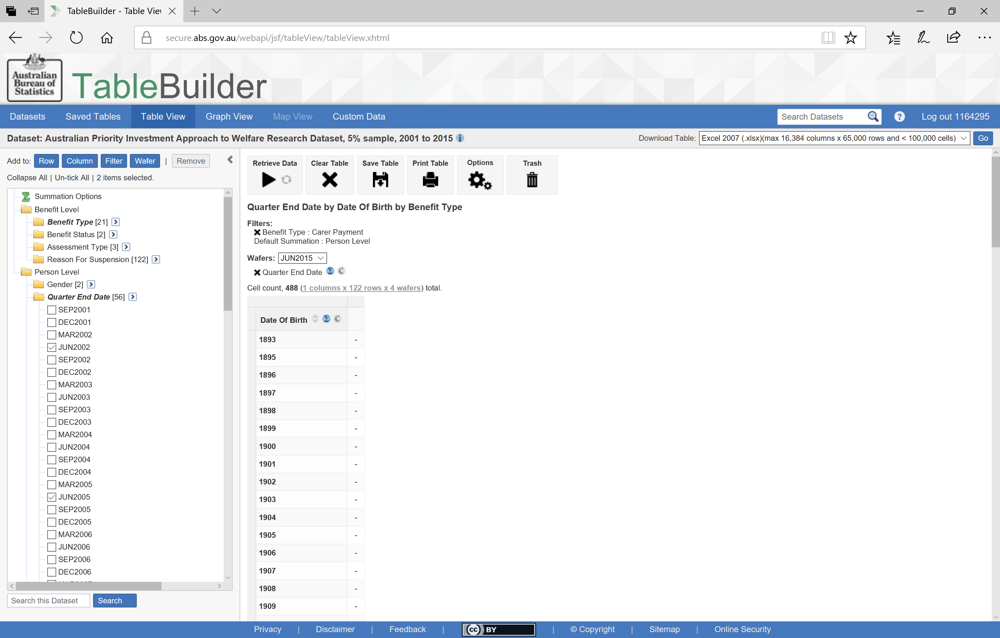 TableBuilder - Table Vie
secure.abs.gov.au/webapi/jsf/tableView/tableView.xhtml
Australian
Bureau of
Statistics
TableBuilder
Datasets Saved Tables Table View Graph View Map View Custom Data Search Datasets ? Log out 1164295
Dataset: Australian Priority Investment Approach to Welfare Research Dataset, 5% sample, 2001 to 2015 i Download Table: Excel 2007 (.xlsx)(max 16,384 columns x 65,000 rows and < 100,000 cells) Go
Add to: Row Column Filter Wafer | Remove
Collapse All | Un-tick All | 2 items selected.
Summation Options
Benefit Level
Benefit Type [21]
Benefit Status [2]
Assessment Type [3]
Reason For Suspension [122]
Person Level
Gender [2]
Quarter End Date [56]
SEP2001
DEC2001
MAR2002
JUN2002
SEP2002
DEC2002
MAR2003
JUN2003
SEP2003
DEC2003
MAR2004
JUN2004
SEP2004
DEC2004
MAR2005
JUN2005
SEP2005
DEC2005
MAR2006
JUN2006
SEP2006
DEC2006
Search this Dataset Search
Retrieve Data Clear Table Save Table Print Table Options Trash
Quarter End Date by Date Of Birth by Benefit Type
Filters:
Benefit Type : Carer Payment
Default Summation : Person Level
Wafers: JUN2015
Quarter End Date Σ C
Cell count, 488 (1 columns x 122 rows x 4 wafers) total.
Date Of Birth Σ C
1893 -
1895 -
1896 -
1897 -
1898 -
1899 -
1900 -
1901 -
1902 -
1903 -
1904 -
1905 -
1906 -
1907 -
1908 -
1909 -
Privacy | Disclaimer | Feedback | cc BY | © Copyright | Sitemap | Online Security